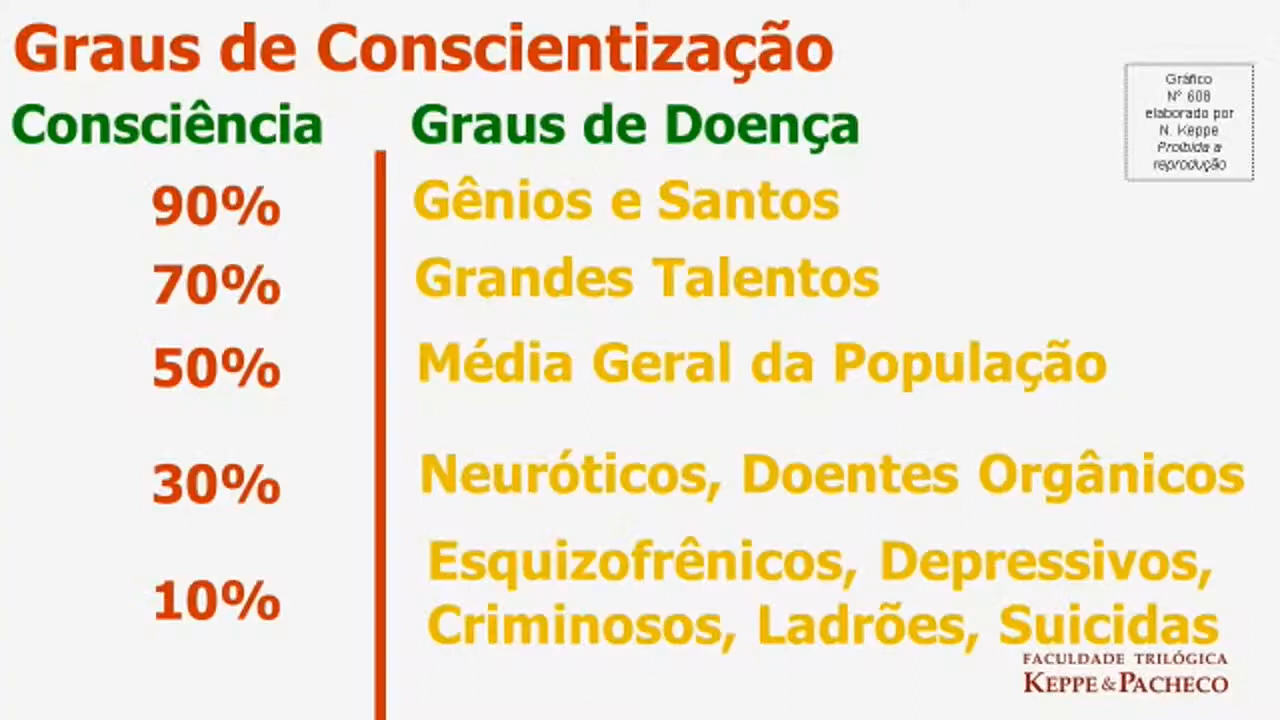 Graus de Conscientização
Gráfico
Nº 608
elaborado por
N. Keppe
Proibida a
reprodução
Consciência Graus de Doença
90% Gênios e Santos
70% Grandes Talentos
50% Média Geral da População
30% Neuróticos, Doentes Orgânicos
10% Esquizofrênicos, Depressivos,
Criminosos, Ladrões, Suicidas
FACULDADE TRILÓGICA
KEPPE & PACHECO